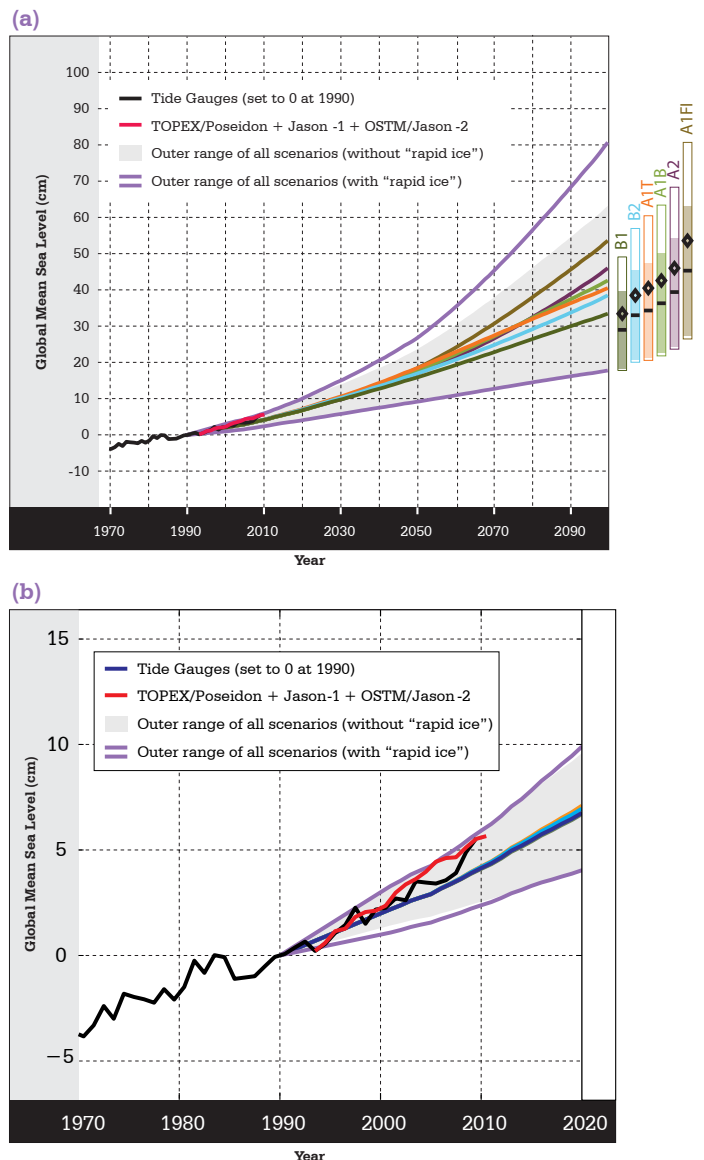 (a)
Global Mean Sea Level (cm)
100
90
80
70
60
50
40
30
20
10
0
-10
Tide Gauges (set to 0 at 1990)
TOPEX/Poseidon + Jason -1 + OSTM/Jason -2
Outer range of all scenarios (without “rapid ice”)
Outer range of all scenarios (with “rapid ice”)
B1
B2
A1T
A1B
A2
A1FI
1970 1990 2010 2030 2050 2070 2090
Year
(b)
Global Mean Sea Level (cm)
15
10
5
0
−5
Tide Gauges (set to 0 at 1990)
TOPEX/Poseidon + Jason-1 + OSTM/Jason-2
Outer range of all scenarios (without “rapid ice”)
Outer range of all scenarios (with “rapid ice”)
1970 1980 1990 2000 2010 2020
Year